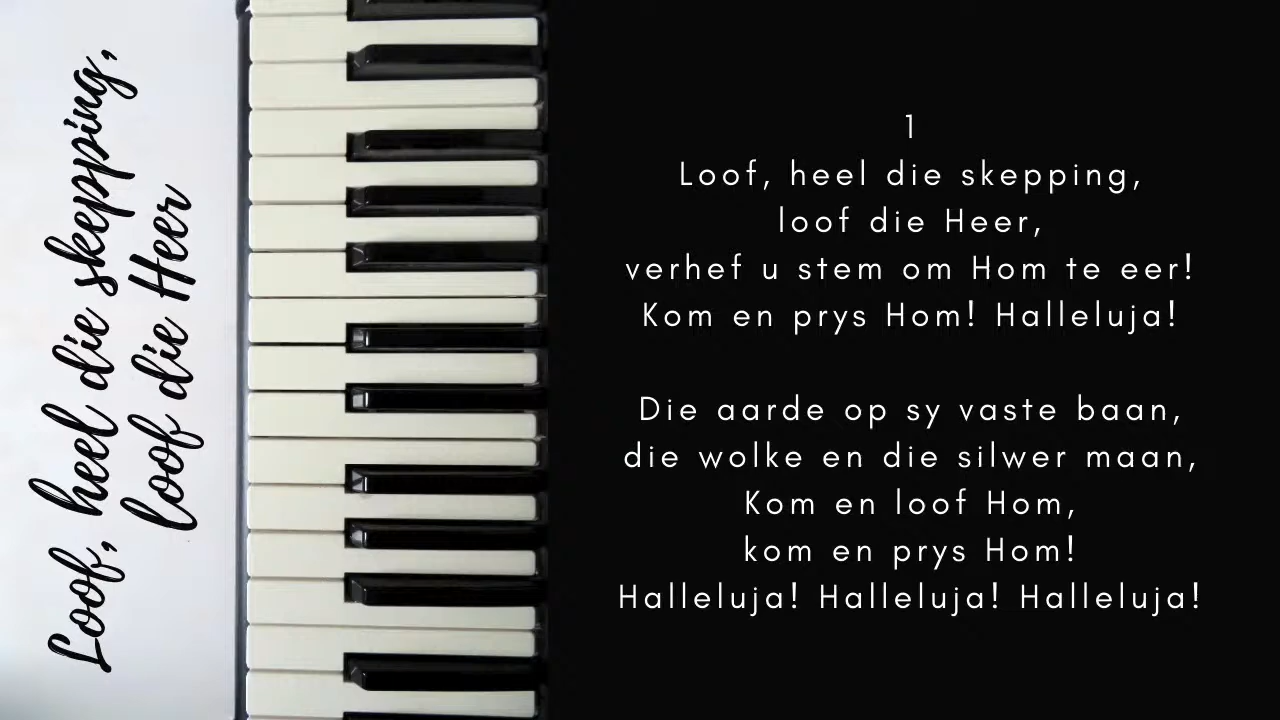 Loof, heel die skepping,
loof die Heer
1
Loof, heel die skepping,
loof die Heer,
verhef u stem om Hom te eer!
Kom en prys Hom! Halleluja!
Die aarde op sy vaste baan,
die wolke en die silwer maan,
Kom en loof Hom,
kom en prys Hom!
Halleluja! Halleluja! Halleluja!